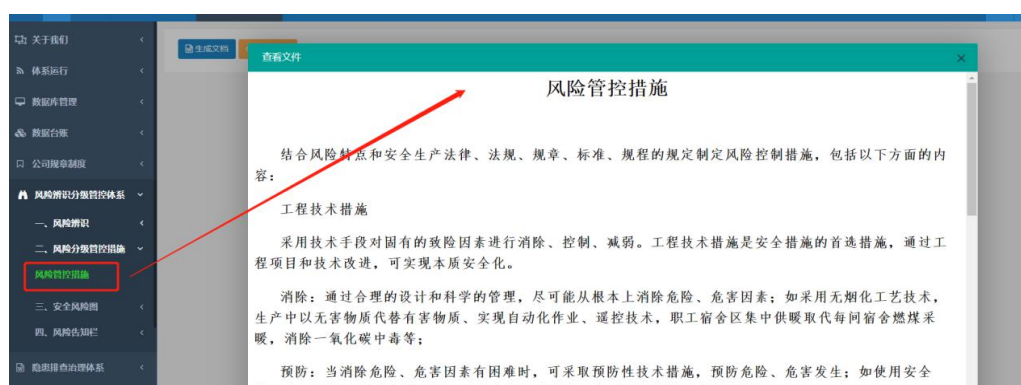 关于我们
体系运行
数据库管理
数据台账
公司规章制度
风险辨识分级管控体系
一、风险辨识
二、风险分级管控措施
风险管控措施
三、安全风险图
四、风险告知栏
隐患排查治理体系
生成文档
查看文件
风险管控措施
结合风险特点和安全生产法律、法规、规章、标准、规程的规定制定风险控制措施，包括以下方面的内
容：
工程技术措施
采用技术手段对固有的致险因素进行消除、控制、减弱。工程技术措施是安全措施的首选措施，通过工
程项目和技术改进，可实现本质安全化。
消除：通过合理的设计和科学的管理，尽可能从根本上消除危险、危害因素；如采用无烟化工艺技术，
生产中以无害物质代替有害物质、实现自动化作业、遥控技术，职工宿舍区集中供暖取代每间宿舍燃煤采
暖，消除一氧化碳中毒等；
预防：当消除危险、危害因素有困难时，可采取预防性技术措施，预防危险、危害发生；如使用安全